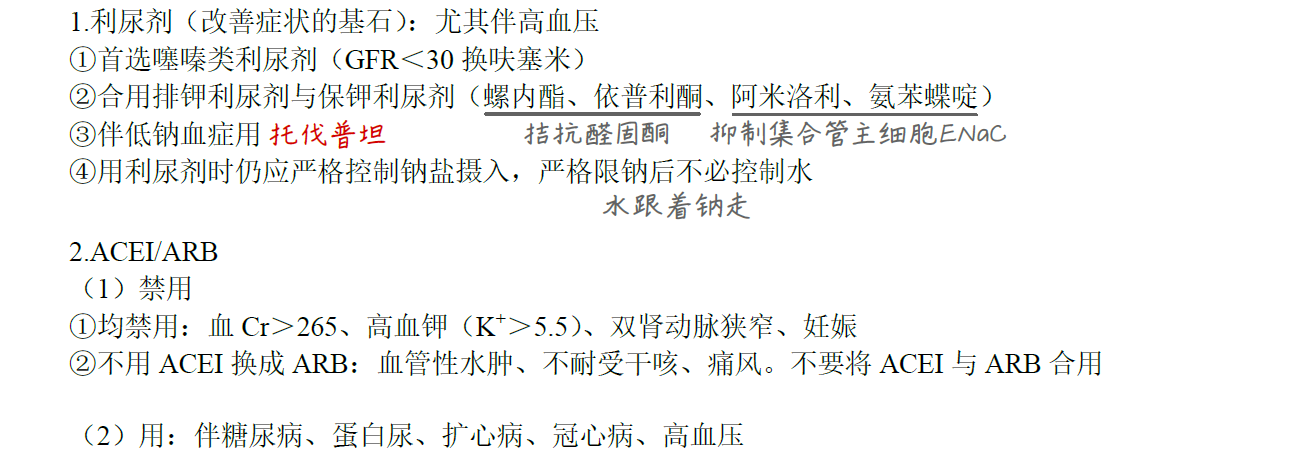 1.利尿剂（改善症状的基石）：尤其伴高血压
①首选噻嗪类利尿剂（GFR＜30 换呋塞米）
②合用排钾利尿剂与保钾利尿剂（螺内酯、依普利酮、阿米洛利、氨苯蝶啶）
③伴低钠血症用 托伐普坦 拮抗醛固酮 抑制集合管主细胞ENaC
④用利尿剂时仍应严格控制钠盐摄入，严格限钠后不必控制水
水跟着钠走
2.ACEI/ARB
（1）禁用
①均禁用：血 Cr＞265、高血钾（K⁺＞5.5）、双肾动脉狭窄、妊娠
②不用 ACEI 换成 ARB：血管性水肿、不耐受干咳、痛风。不要将 ACEI 与 ARB 合用
（2）用：伴糖尿病、蛋白尿、扩心病、冠心病、高血压